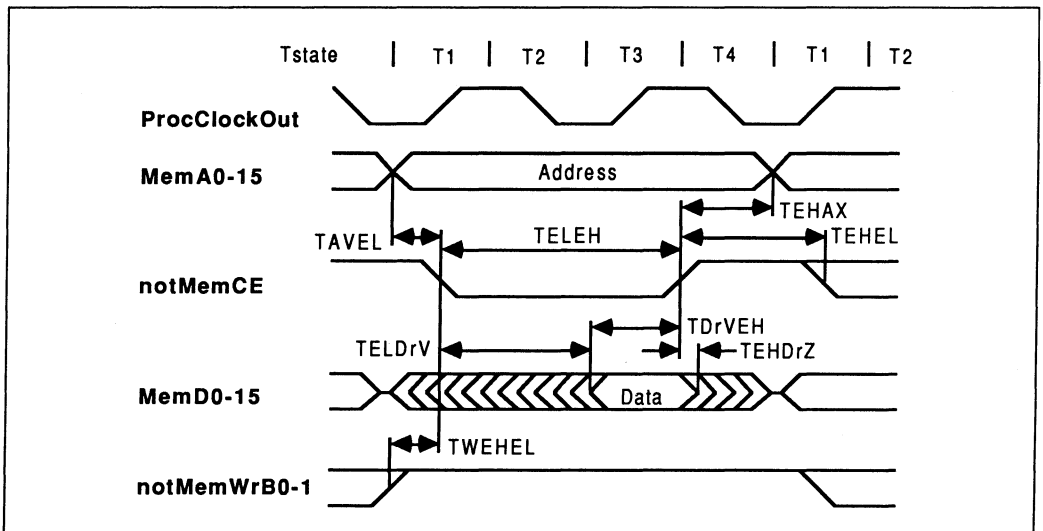 Tstate | T1 | T2 | T3 | T4 | T1 | T2
ProcClockOut
MemA0-15
Address
TEHAX
TAVEL
TELEH
TEHEL
notMemCE
TDrVEH
TELDrV
TEHDrZ
MemD0-15
Data
TWEHEL
notMemWrB0-1